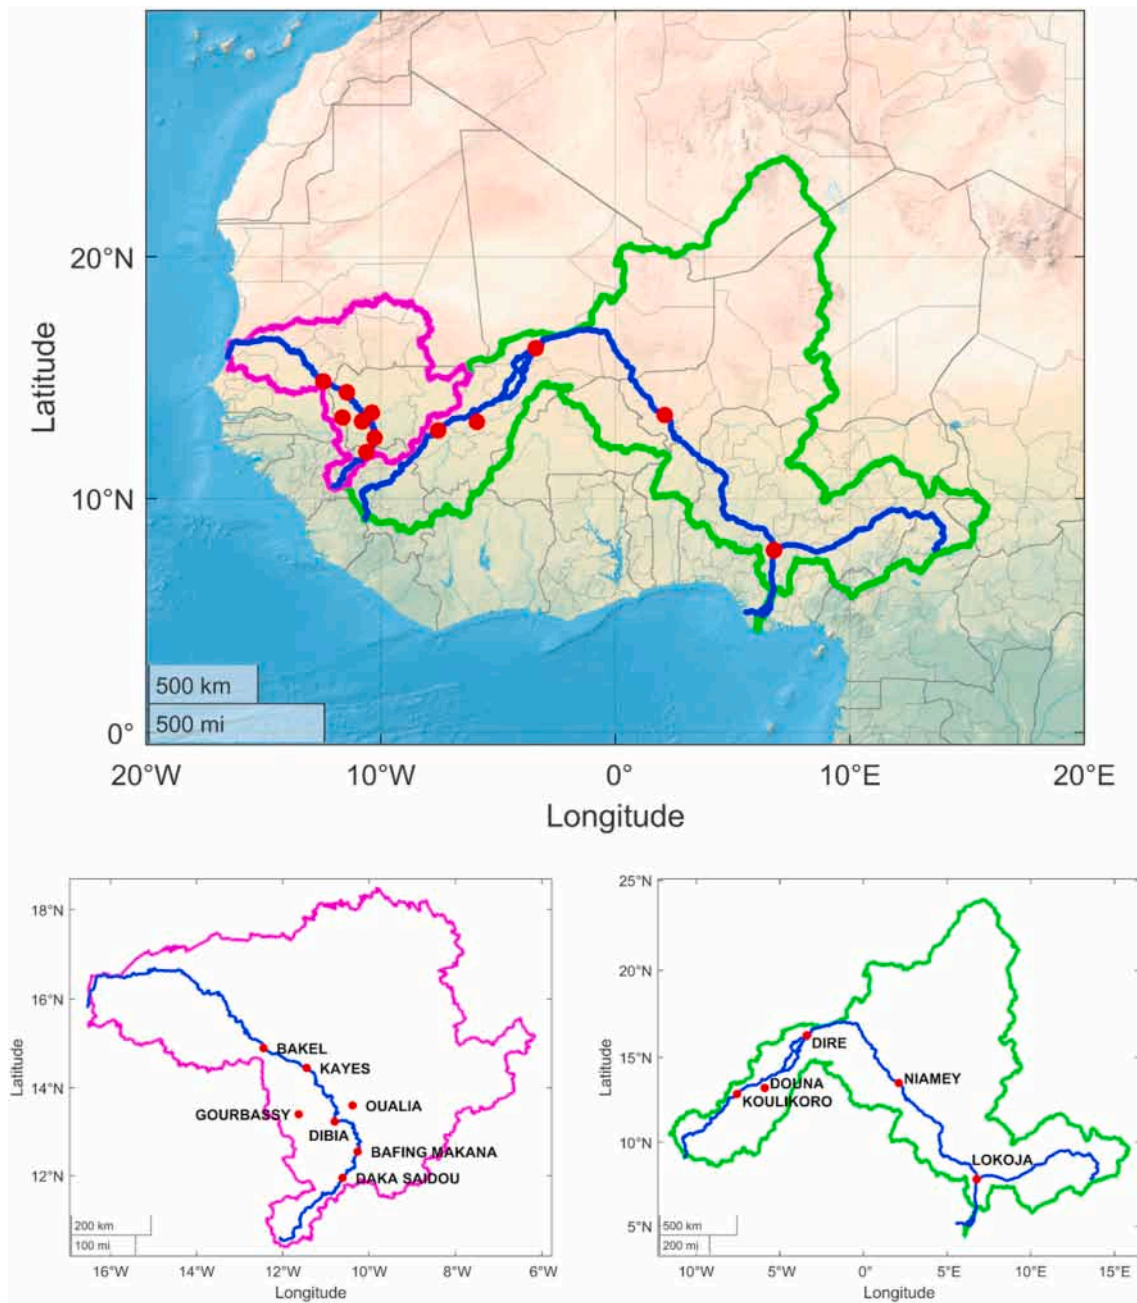 20°N
10°N
0°
Latitude
500 km
500 mi
20°W 10°W 0° 10°E 20°E
Longitude
18°N
16°N
14°N
12°N
Latitude
BAKEL
KAYES
OUALIA
GOURBASSY
DIBIA
BAFING MAKANA
DAKA SAIDOU
200 km
100 mi
16°W 14°W 12°W 10°W 8°W 6°W
Longitude
25°N
20°N
15°N
10°N
5°N
Latitude
DIRE
DOUNA
NIAMEY
KOULIKORO
LOKOJA
500 km
200 mi
10°W 5°W 0° 5°E 10°E 15°E
Longitude